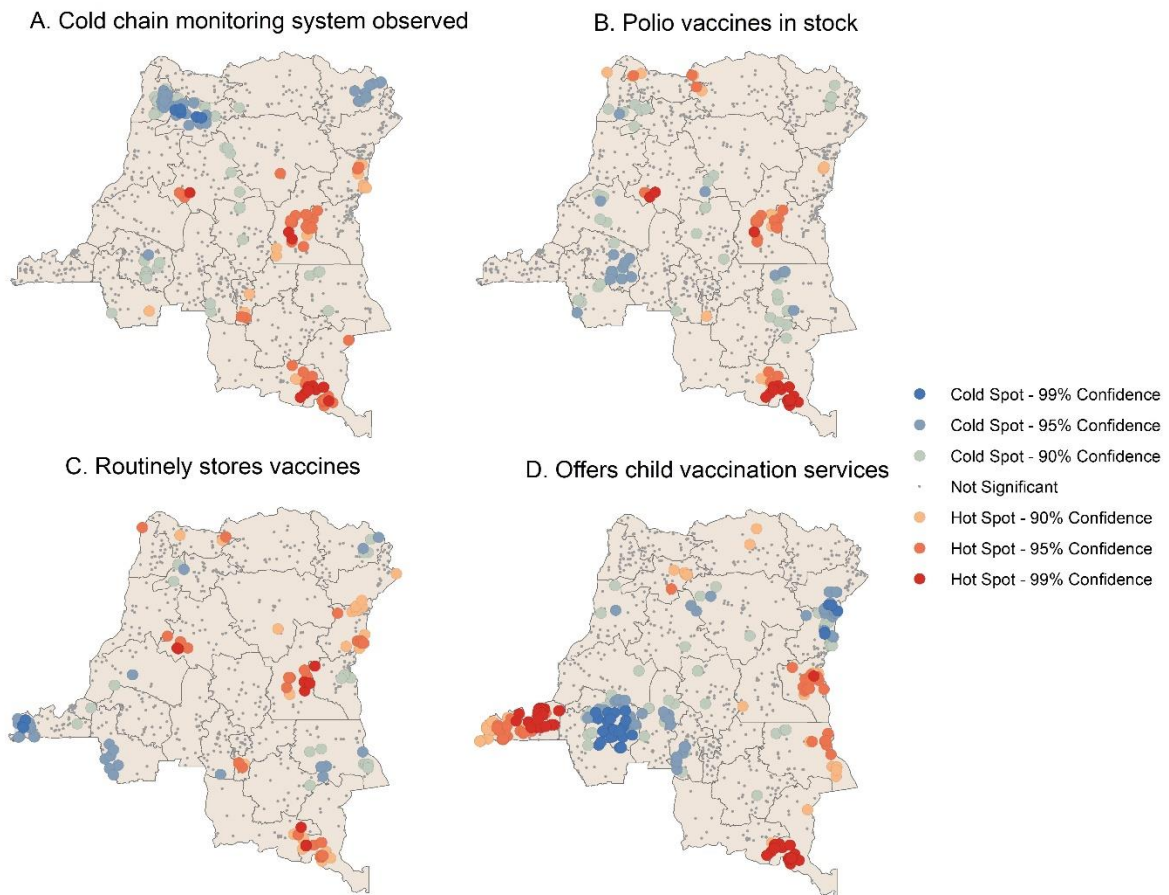 A. Cold chain monitoring system observed
B. Polio vaccines in stock
C. Routinely stores vaccines
D. Offers child vaccination services
Cold Spot - 99% Confidence
Cold Spot - 95% Confidence
Cold Spot - 90% Confidence
Not Significant
Hot Spot - 90% Confidence
Hot Spot - 95% Confidence
Hot Spot - 99% Confidence